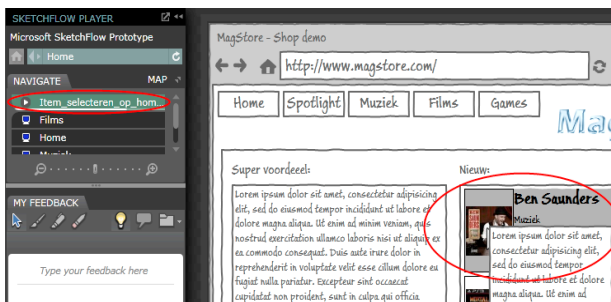 SKETCHFLOW PLAYER
Microsoft SketchFlow Prototype
Home
NAVIGATE MAP
Item_selecteren_op_hom...
Films
Home
Muziek
MY FEEDBACK
Type your feedback here
MagStore - Shop demo
http://www.magstore.com/
Home Spotlight Muziek Films Games
Mag
Super voordeel:
Lorem ipsum dolor sit amet, consectetur adipisicing
elit, sed do eiusmod tempor incididunt ut labore et
dolore magna aliqua. Ut enim ad minim veniam, quis
nostrud exercitation ullamco laboris nisi ut aliquip ex
ea commodo consequat. Duis aute irure dolor in
reprehenderit in voluptate velit esse cillum dolore eu
fugiat nulla pariatur. Excepteur sint occaecat
cupidatat non proident, sunt in culpa qui officia
Nieuw:
Ben Saunders
Muziek
Lorem ipsum dolor sit amet,
consectetur adipisicing elit,
sed do eiusmod tempor
incididunt ut labore et dolore
magna aliqua. Ut enim ad